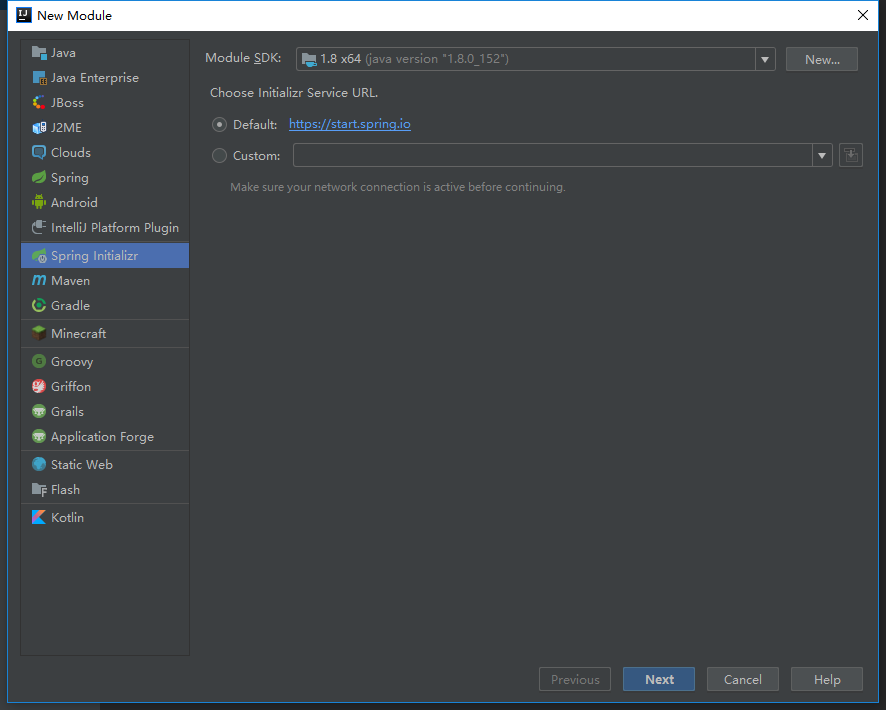 New Module
Java
Java Enterprise
JBoss
J2ME
Clouds
Spring
Android
IntelliJ Platform Plugin
Spring Initializr
Maven
Gradle
Minecraft
Groovy
Griffon
Grails
Application Forge
Static Web
Flash
Kotlin
Module SDK: 1.8 x64 (java version "1.8.0_152") New...
Choose Initializr Service URL.
Default: https://start.spring.io
Custom:
Make sure your network connection is active before continuing.
Previous Next Cancel Help